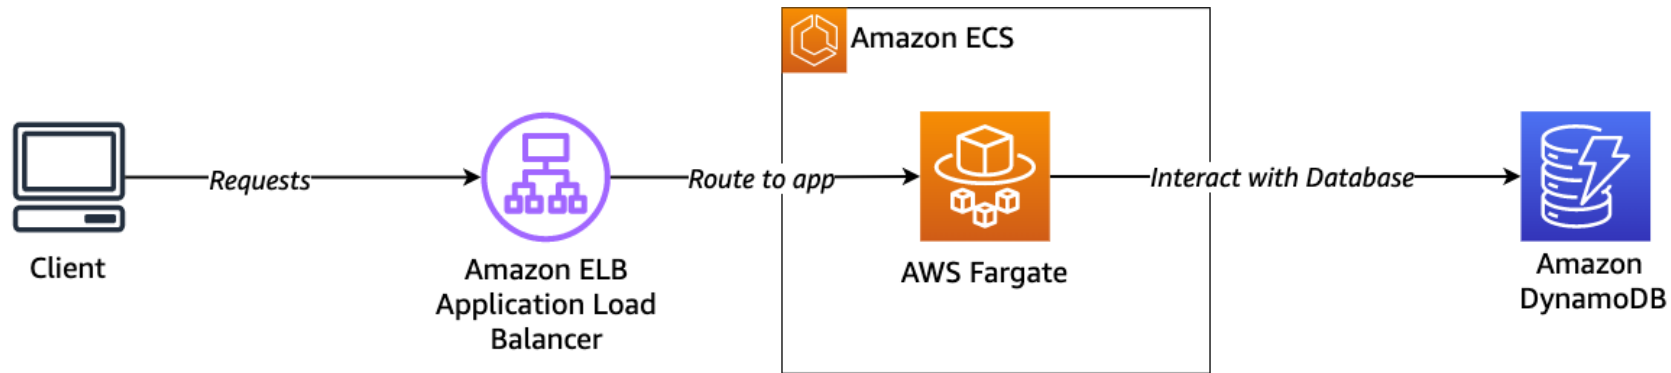 Amazon ECS
Requests
Route to app
Interact with Database
Client
Amazon ELB
Application Load
Balancer
AWS Fargate
Amazon
DynamoDB